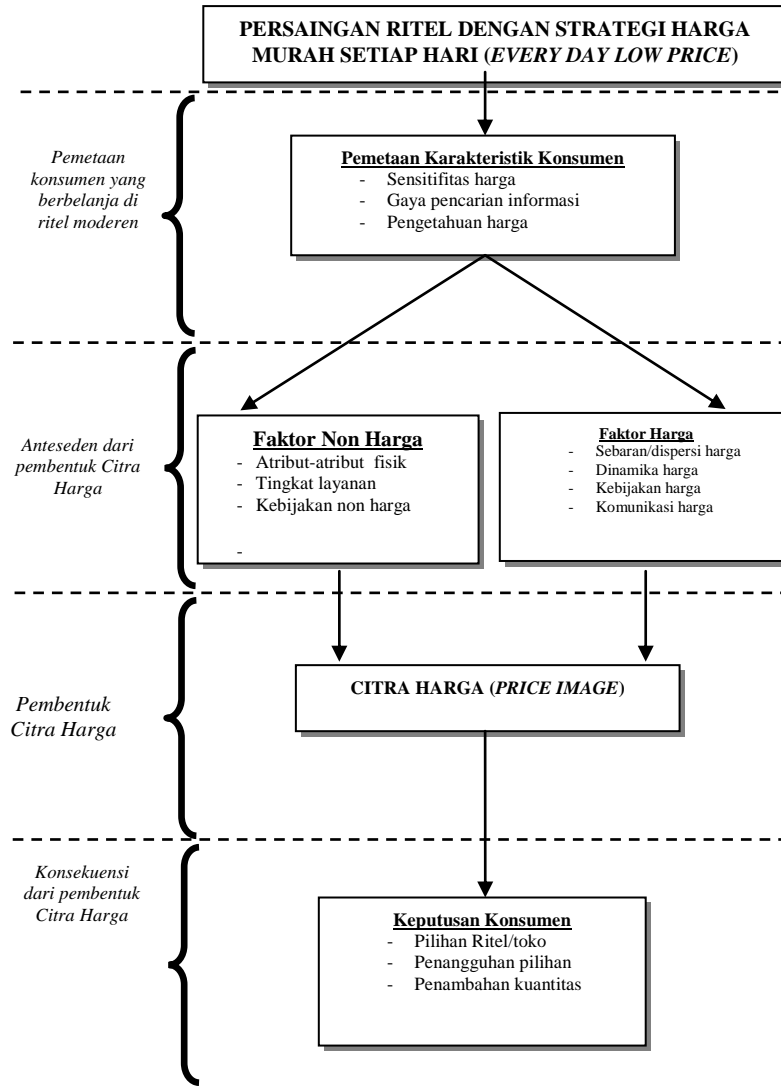 PERSAINGAN RITEL DENGAN STRATEGI HARGA
MURAH SETIAP HARI (EVERY DAY LOW PRICE)
Pemetaan
konsumen yang
berbelanja di
ritel moderen
Pemetaan Karakteristik Konsumen
- Sensitifitas harga
- Gaya pencarian informasi
- Pengetahuan harga
Anteseden dari
pembentuk Citra
Harga
Faktor Non Harga
- Atribut-atribut fisik
- Tingkat layanan
- Kebijakan non harga
-
Faktor Harga
- Sebaran/dispersi harga
- Dinamika harga
- Kebijakan harga
- Komunikasi harga
Pembentuk
Citra Harga
CITRA HARGA (PRICE IMAGE)
Konsekuensi
dari pembentuk
Citra Harga
Keputusan Konsumen
- Pilihan Ritel/toko
- Penangguhan pilihan
- Penambahan kuantitas